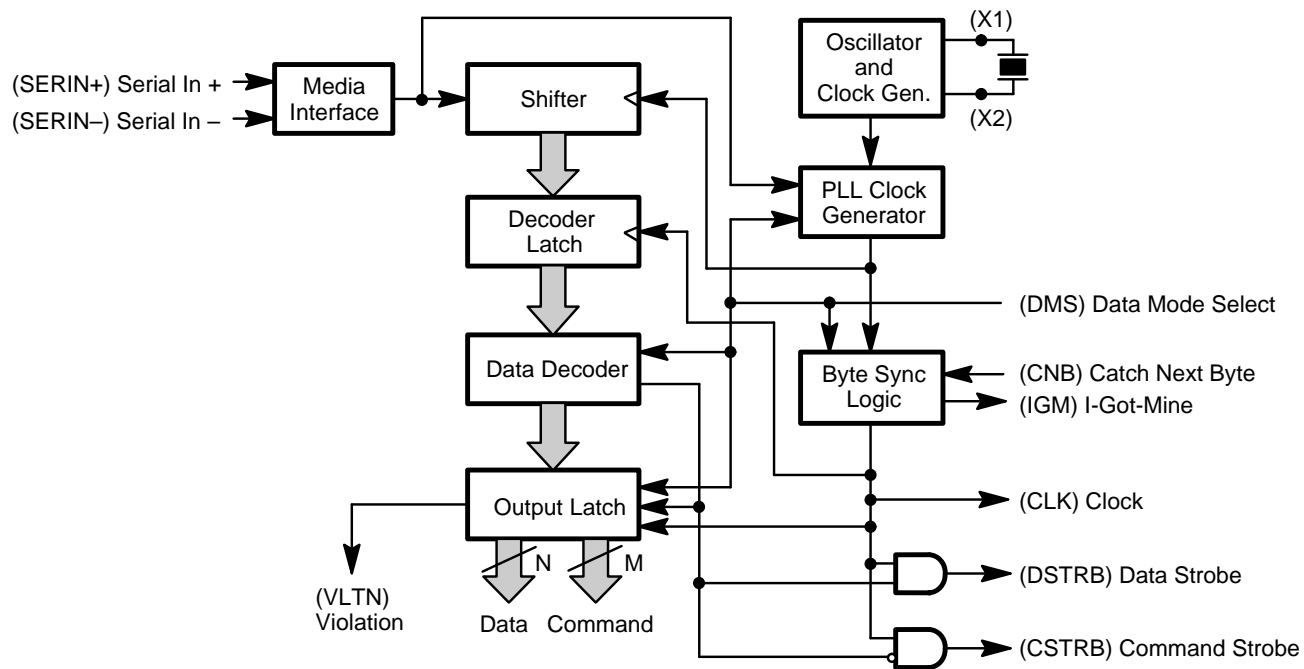 (X1)
Oscillator
and
Clock Gen.
(X2)
(SERIN+) Serial In +
(SERIN–) Serial In –
Media
Interface
Shifter
PLL Clock
Generator
Decoder
Latch
(DMS) Data Mode Select
Data Decoder
Byte Sync
Logic
(CNB) Catch Next Byte
(IGM) I-Got-Mine
Output Latch
(CLK) Clock
N
M
(VLTN)
Violation
Data
Command
(DSTRB) Data Strobe
(CSTRB) Command Strobe